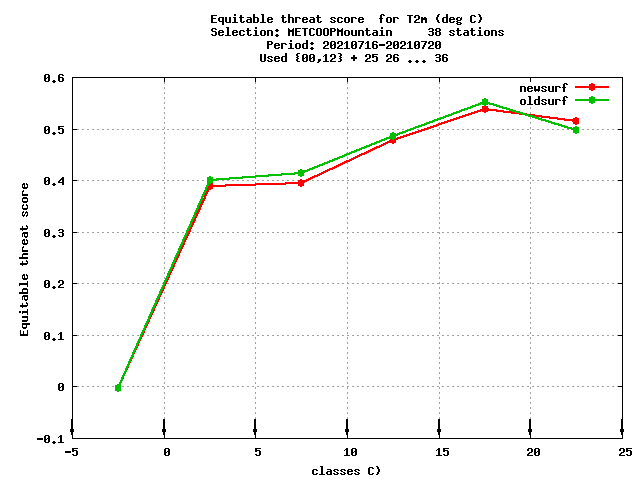 Equitable threat score  for T2m (deg C)
Selection: METCOOPMountain     38 stations
Period: 20210716-20210720
Used {00,12} + 25 26 ... 36
newsurf
oldsurf
0.6
0.5
0.4
0.3
0.2
0.1
0
-0.1
Equitable threat score
-5 0 5 10 15 20 25
classes C)